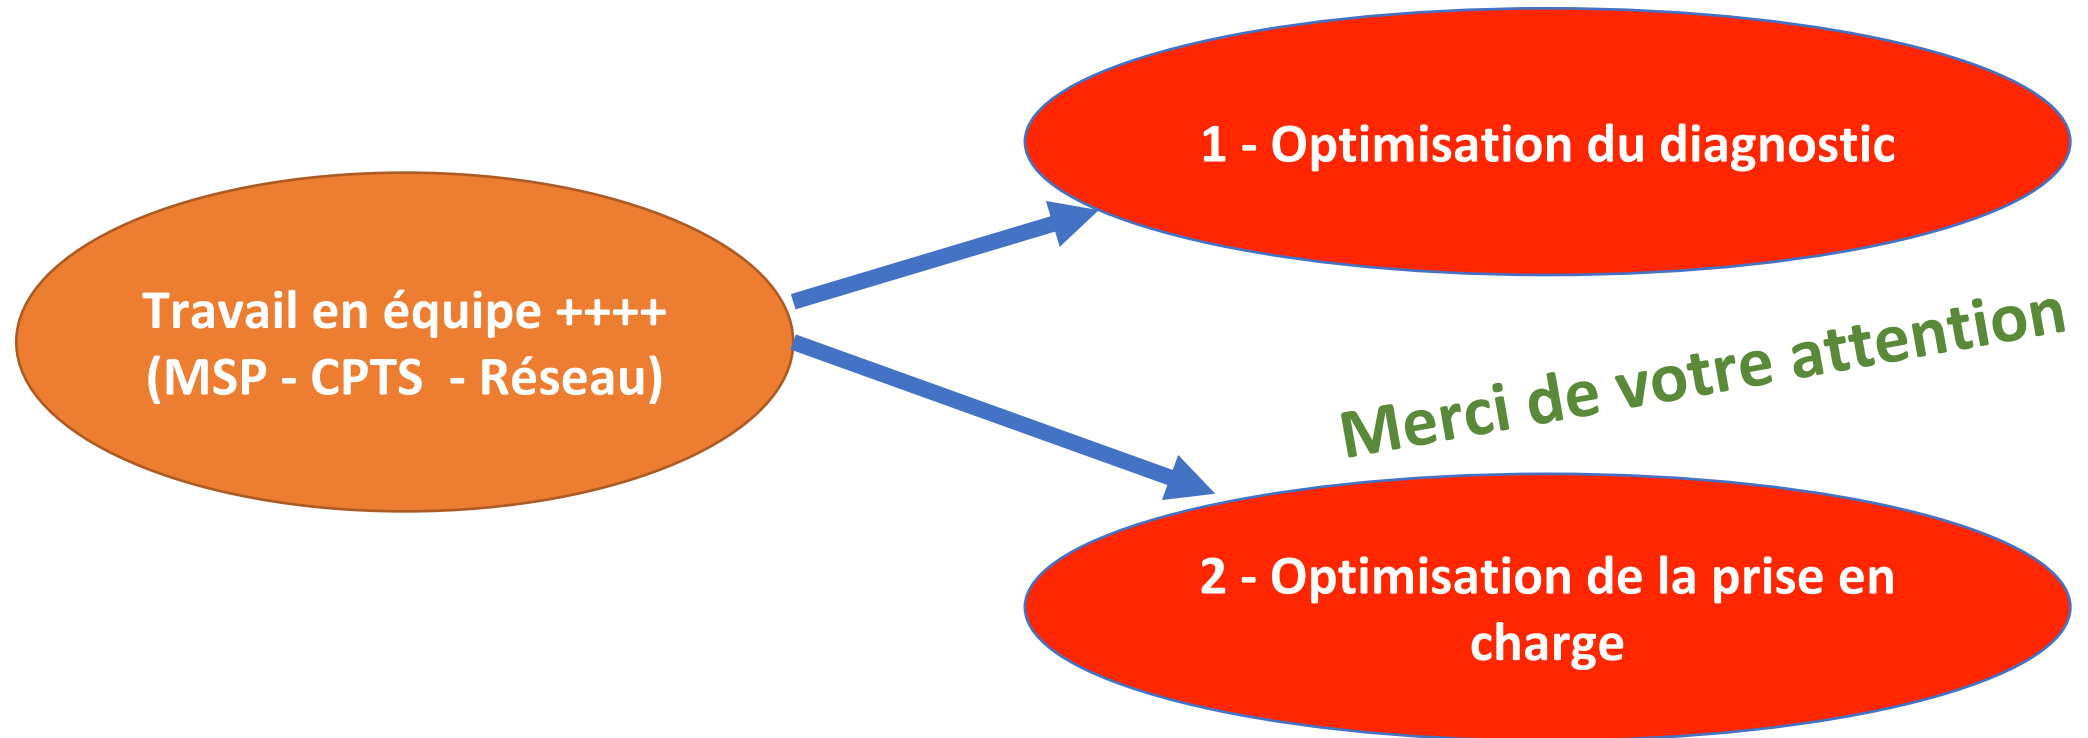 1 - Optimisation du diagnostic
Travail en équipe ++++
(MSP - CPTS  - Réseau)
Merci de votre attention
2 - Optimisation de la prise en
charge